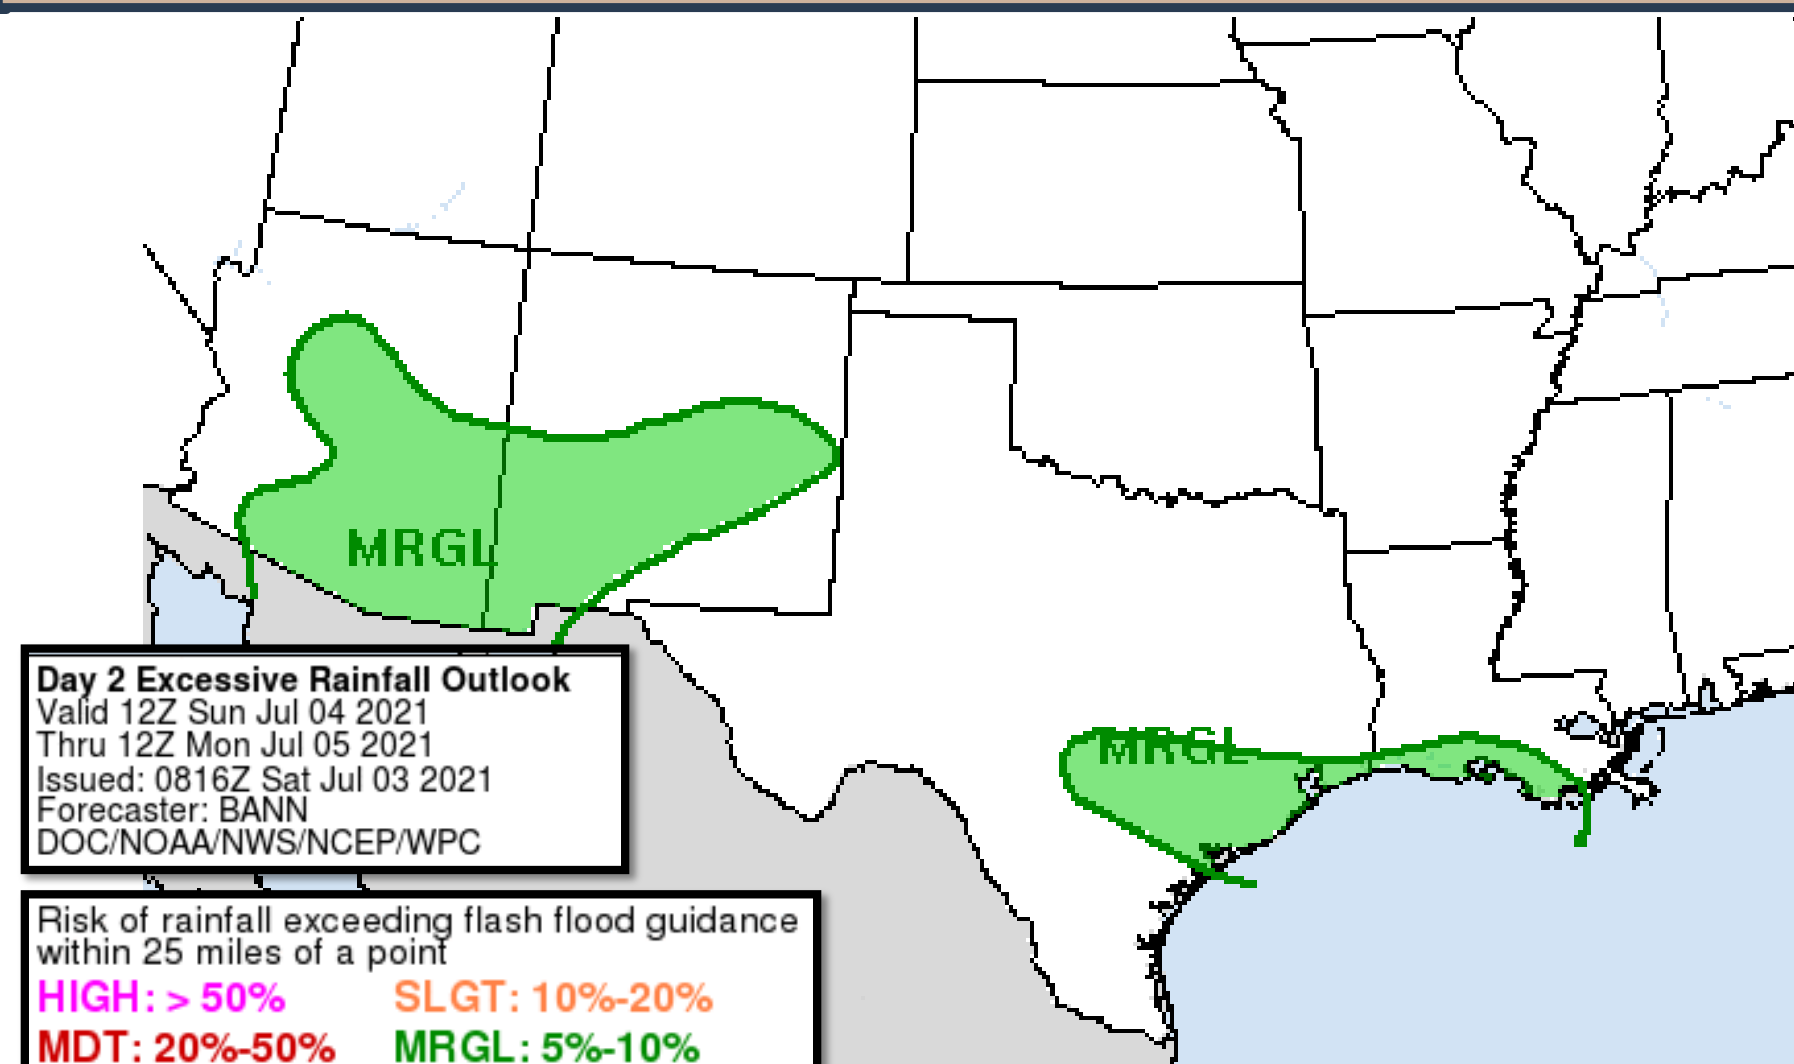 MRGL
MRGL
Day 2 Excessive Rainfall Outlook
Valid 12Z Sun Jul 04 2021
Thru 12Z Mon Jul 05 2021
Issued: 0816Z Sat Jul 03 2021
Forecaster: BANN
DOC/NOAA/NWS/NCEP/WPC
Risk of rainfall exceeding flash flood guidance
within 25 miles of a point
HIGH: > 50% SLGT: 10%-20%
MDT: 20%-50% MRGL: 5%-10%